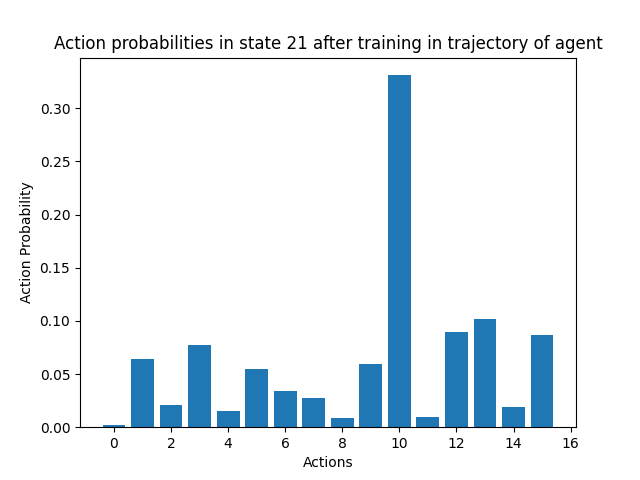 Action probabilities in state 21 after training in trajectory of agent
Action Probability
0.30
0.25
0.20
0.15
0.10
0.05
0.00
0 2 4 6 8 10 12 14 16
Actions